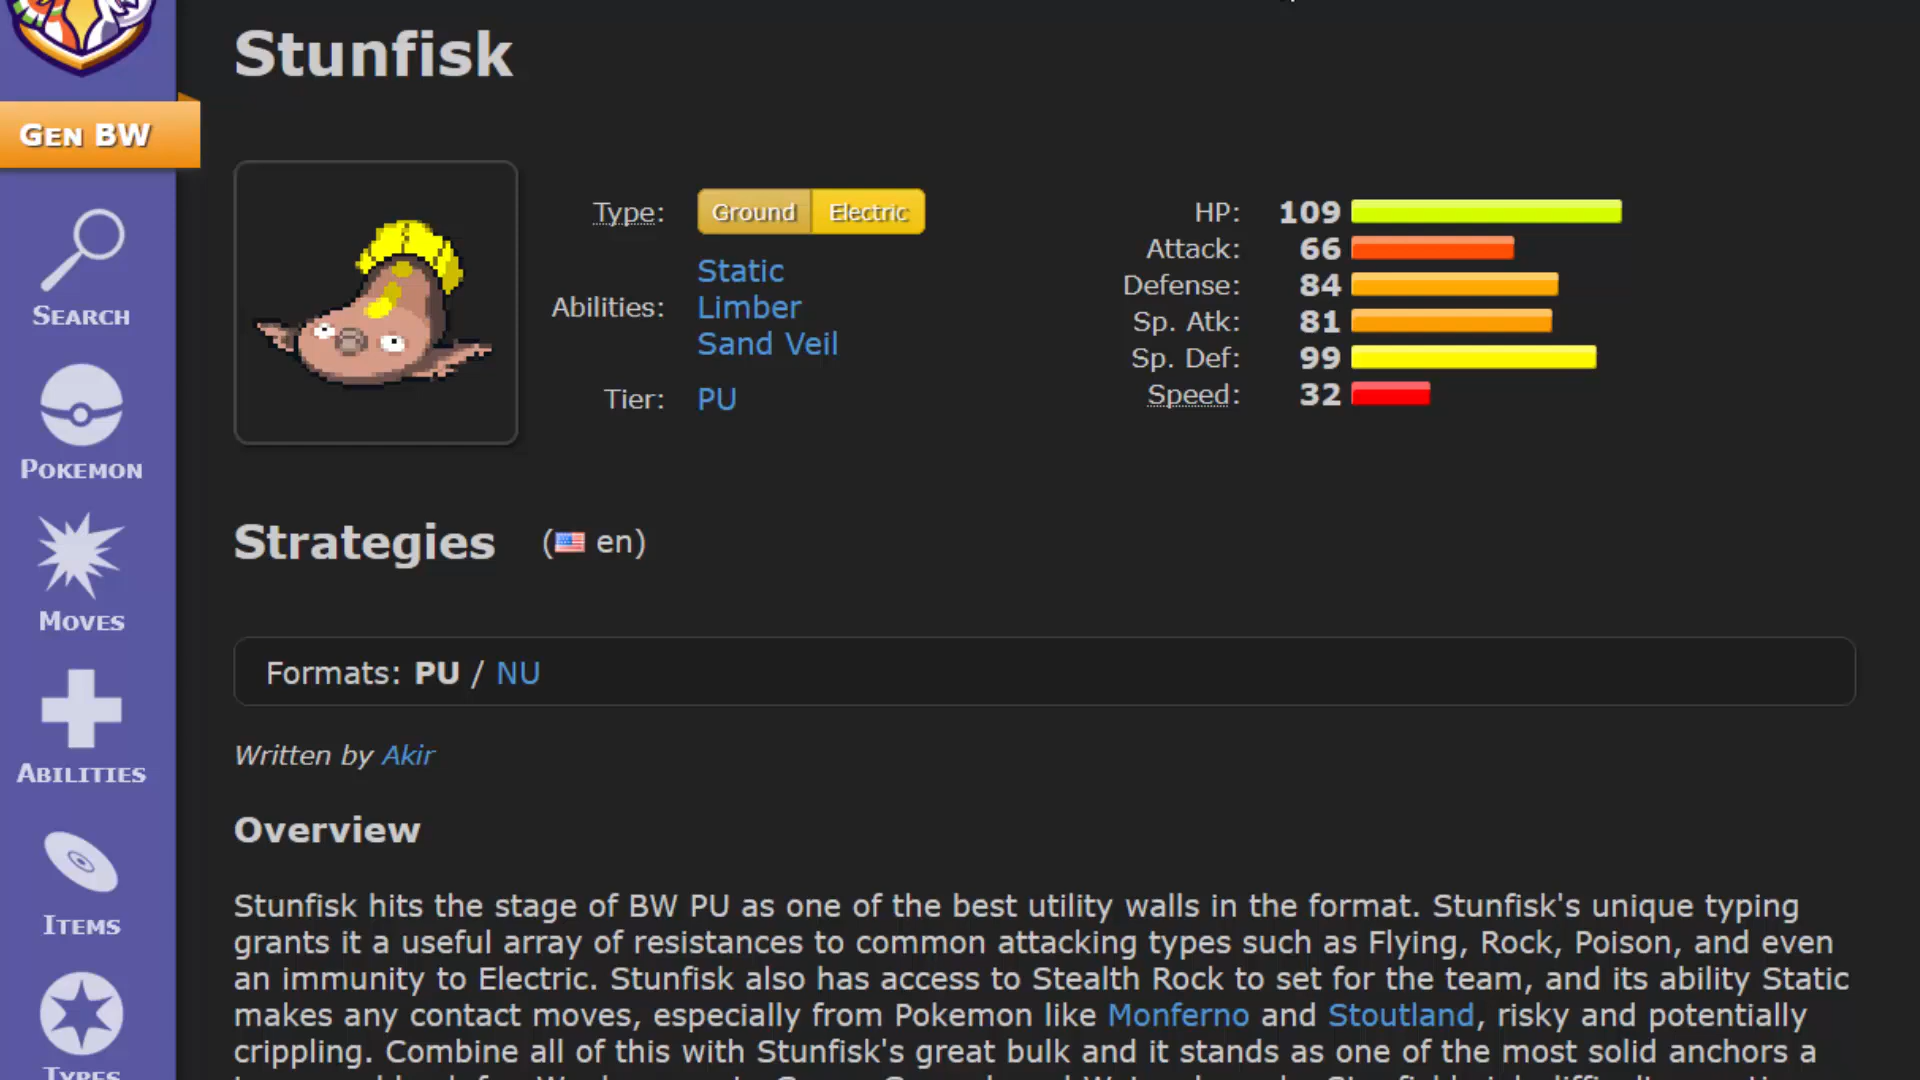 Stunfisk
GEN BW
SEARCH
POKEMON
MOVES
ABILITIES
ITEMS
TYPES
Type: Ground Electric
Abilities: Static
Limber
Sand Veil
Tier: PU
HP: 109
Attack: 66
Defense: 84
Sp. Atk: 81
Sp. Def: 99
Speed: 32
Strategies (en)
Formats: PU / NU
Written by Akir
Overview
Stunfisk hits the stage of BW PU as one of the best utility walls in the format. Stunfisk's unique typing
grants it a useful array of resistances to common attacking types such as Flying, Rock, Poison, and even
an immunity to Electric. Stunfisk also has access to Stealth Rock to set for the team, and its ability Static
makes any contact moves, especially from Pokemon like Monferno and Stoutland, risky and potentially
crippling. Combine all of this with Stunfisk's great bulk and it stands as one of the most solid anchors a